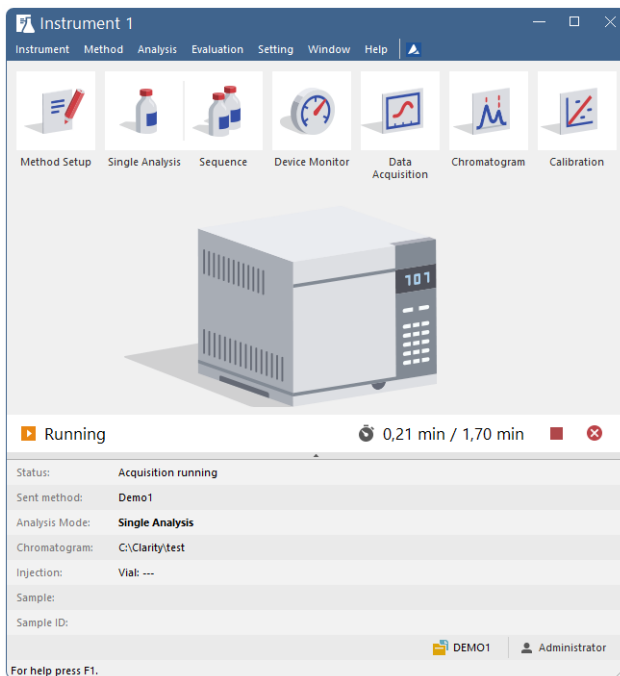 Instrument 1
Instrument Method Analysis Evaluation Setting Window Help
Method Setup
Single Analysis
Sequence
Device Monitor
Data
Acquisition
Chromatogram
Calibration
101
Running
0,21 min / 1,70 min
Status: Acquisition running
Sent method: Demo1
Analysis Mode: Single Analysis
Chromatogram: C:\Clarity\test
Injection: Vial: ---
Sample:
Sample ID:
DEMO1 Administrator
For help press F1.